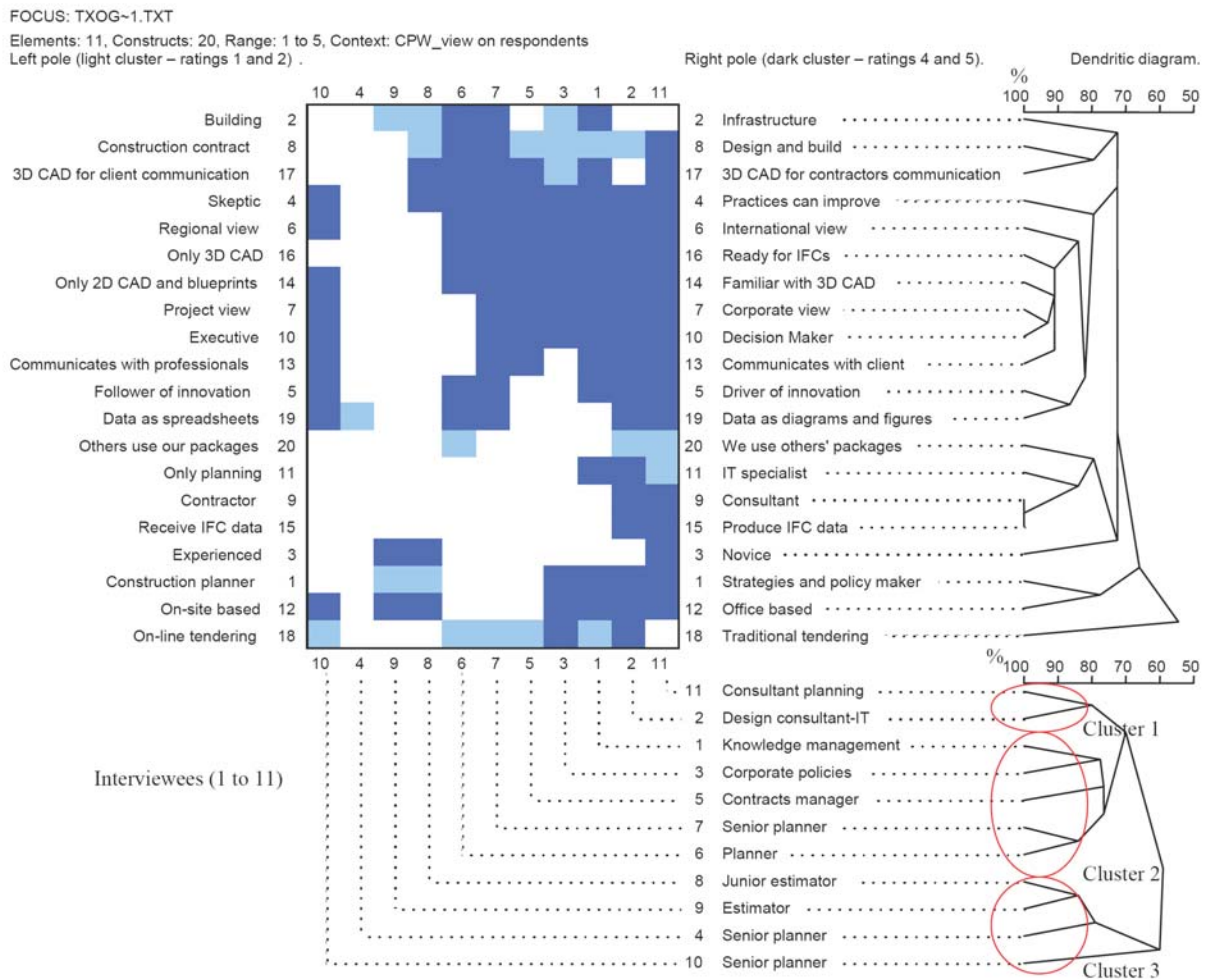 FOCUS: TXOG~1.TXT
Elements: 11, Constructs: 20, Range: 1 to 5, Context: CPW_view on respondents
Left pole (light cluster – ratings 1 and 2) . Right pole (dark cluster – ratings 4 and 5). Dendritic diagram.
%
100 90 80 70 60 50
10 4 9 8 6 7 5 3 1 2 11
Building 2 2 Infrastructure
Construction contract 8 8 Design and build
3D CAD for client communication 17 17 3D CAD for contractors communication
Skeptic 4 4 Practices can improve
Regional view 6 6 International view
Only 3D CAD 16 16 Ready for IFCs
Only 2D CAD and blueprints 14 14 Familiar with 3D CAD
Project view 7 7 Corporate view
Executive 10 10 Decision Maker
Communicates with professionals 13 13 Communicates with client
Follower of innovation 5 5 Driver of innovation
Data as spreadsheets 19 19 Data as diagrams and figures
Others use our packages 20 20 We use others' packages
Only planning 11 11 IT specialist
Contractor 9 9 Consultant
Receive IFC data 15 15 Produce IFC data
Experienced 3 3 Novice
Construction planner 1 1 Strategies and policy maker
On-site based 12 12 Office based
On-line tendering 18 18 Traditional tendering
10 4 9 8 6 7 5 3 1 2 11
%
100 90 80 70 60 50
11 Consultant planning
2 Design consultant-IT
Cluster 1
1 Knowledge management
Interviewees (1 to 11)
3 Corporate policies
5 Contracts manager
7 Senior planner
6 Planner
Cluster 2
8 Junior estimator
9 Estimator
4 Senior planner
10 Senior planner
Cluster 3